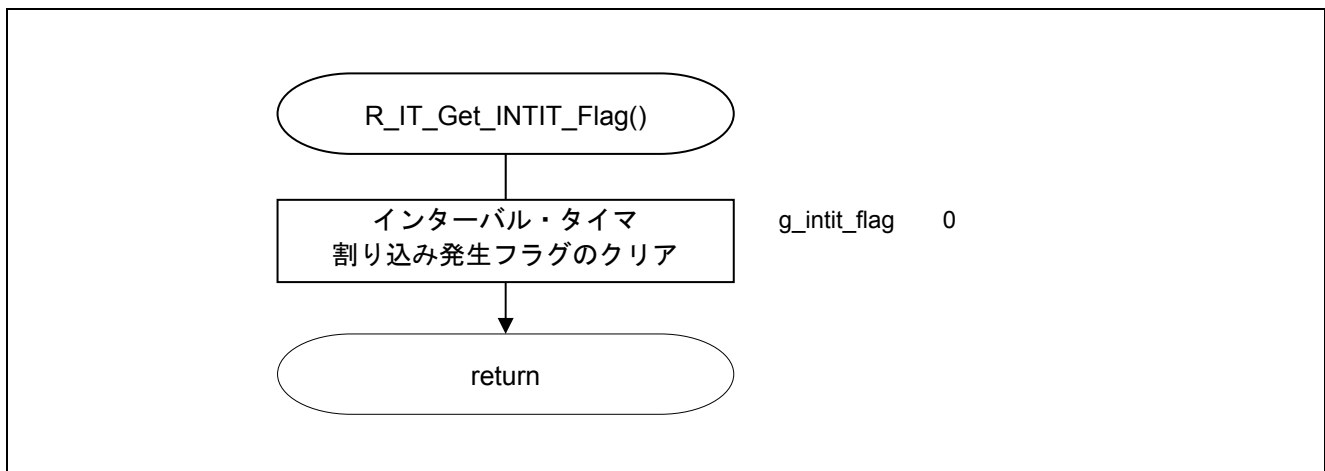 R_IT_Get_INTIT_Flag()
インターバル・タイマ
割り込み発生フラグのクリア
g_intit_flag 0
return